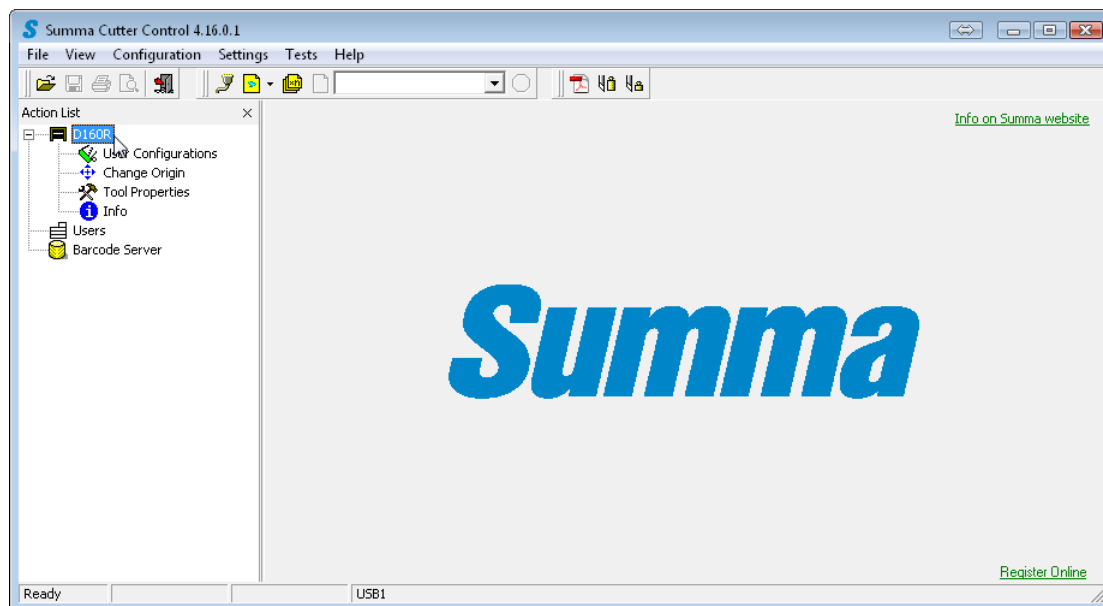 Summa Cutter Control 4.16.0.1
File View Configuration Settings Tests Help
Action List
Info on Summa website
D160R
User Configurations
Change Origin
Tool Properties
Info
Users
Barcode Server
Summa
Register Online
Ready USB1